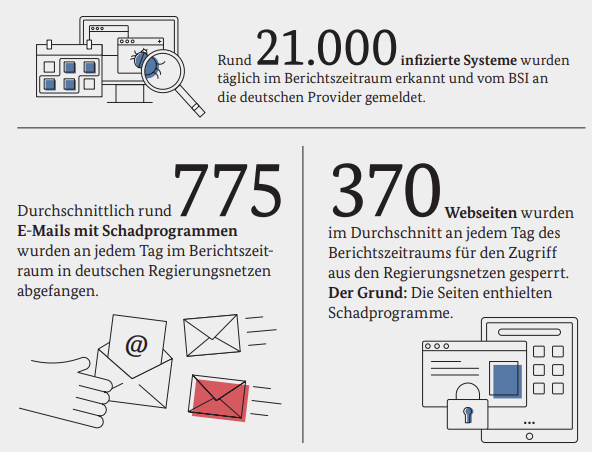 Rund 21.000 infizierte Systeme wurden
täglich im Berichtszeitraum erkannt und vom BSI an
die deutschen Provider gemeldet.
Durchschnittlich rund 775
E-Mails mit Schadprogrammen
wurden an jedem Tag im Berichtszeit-
raum in deutschen Regierungsnetzen
abgefangen.
@
370 Webseiten wurden
im Durchschnitt an jedem Tag des
Berichtszeitraums für den Zugriff
aus den Regierungsnetzen gesperrt.
Der Grund: Die Seiten enthielten
Schadprogramme.